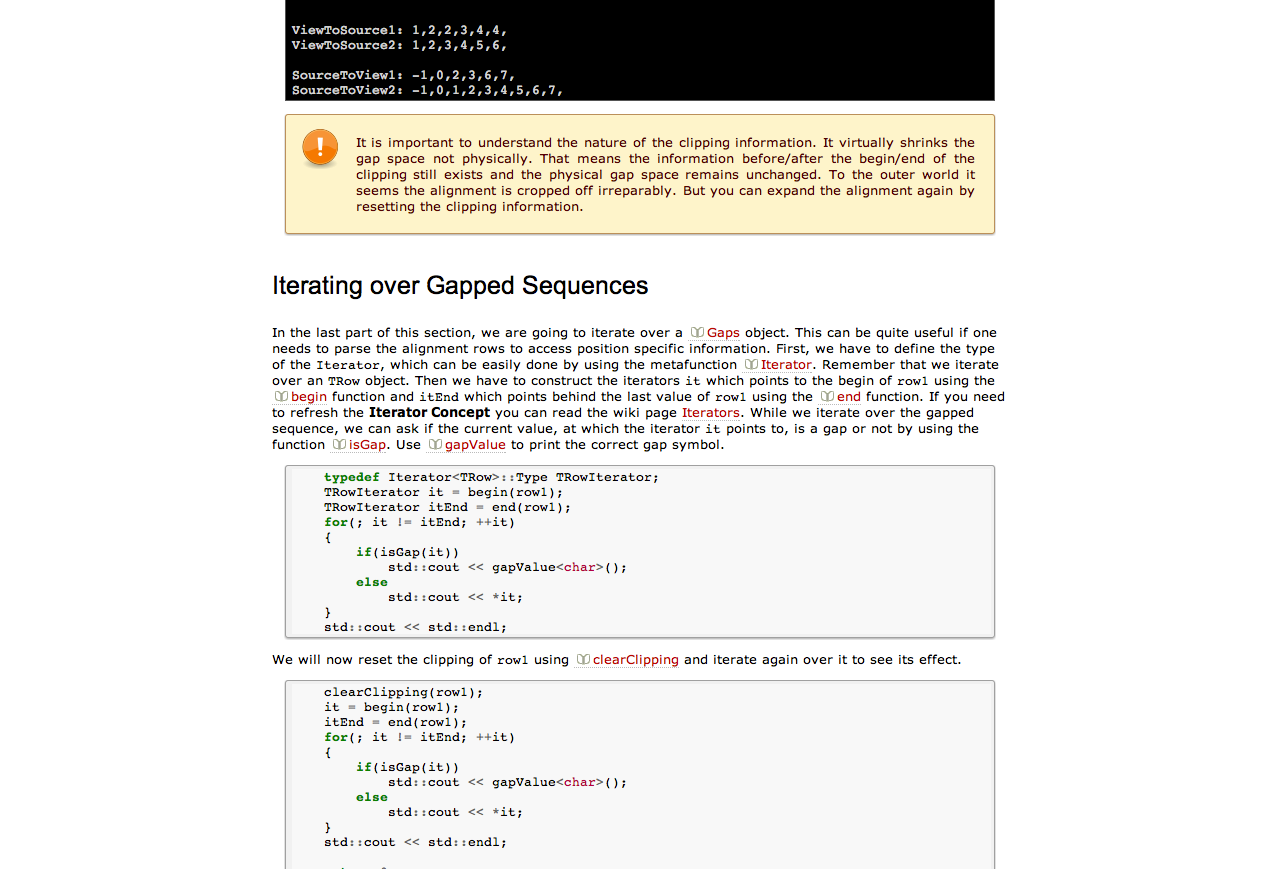 ViewToSource1: 1,2,2,3,4,4,
ViewToSource2: 1,2,3,4,5,6,
SourceToView1: -1,0,2,3,6,7,
SourceToView2: -1,0,1,2,3,4,5,6,7,
It is important to understand the nature of the clipping information. It virtually shrinks the
gap space not physically. That means the information before/after the begin/end of the
clipping still exists and the physical gap space remains unchanged. To the outer world it
seems the alignment is cropped off irreparably. But you can expand the alignment again by
resetting the clipping information.
Iterating over Gapped Sequences
In the last part of this section, we are going to iterate over a Gaps object. This can be quite useful if one
needs to parse the alignment rows to access position specific information. First, we have to define the type
of the Iterator, which can be easily done by using the metafunction Iterator. Remember that we iterate
over an TRow object. Then we have to construct the iterators it which points to the begin of row1 using the
begin function and itEnd which points behind the last value of row1 using the end function. If you need
to refresh the Iterator Concept you can read the wiki page Iterators. While we iterate over the gapped
sequence, we can ask if the current value, at which the iterator it points to, is a gap or not by using the
function isGap. Use gapValue to print the correct gap symbol.
typedef Iterator<TRow>::Type TRowIterator;
TRowIterator it = begin(row1);
TRowIterator itEnd = end(row1);
for(; it != itEnd; ++it)
{
if(isGap(it))
std::cout << gapValue<char>();
else
std::cout << *it;
}
std::cout << std::endl;
We will now reset the clipping of row1 using clearClipping and iterate again over it to see its effect.
clearClipping(row1);
it = begin(row1);
itEnd = end(row1);
for(; it != itEnd; ++it)
{
if(isGap(it))
std::cout << gapValue<char>();
else
std::cout << *it;
}
std::cout << std::endl;